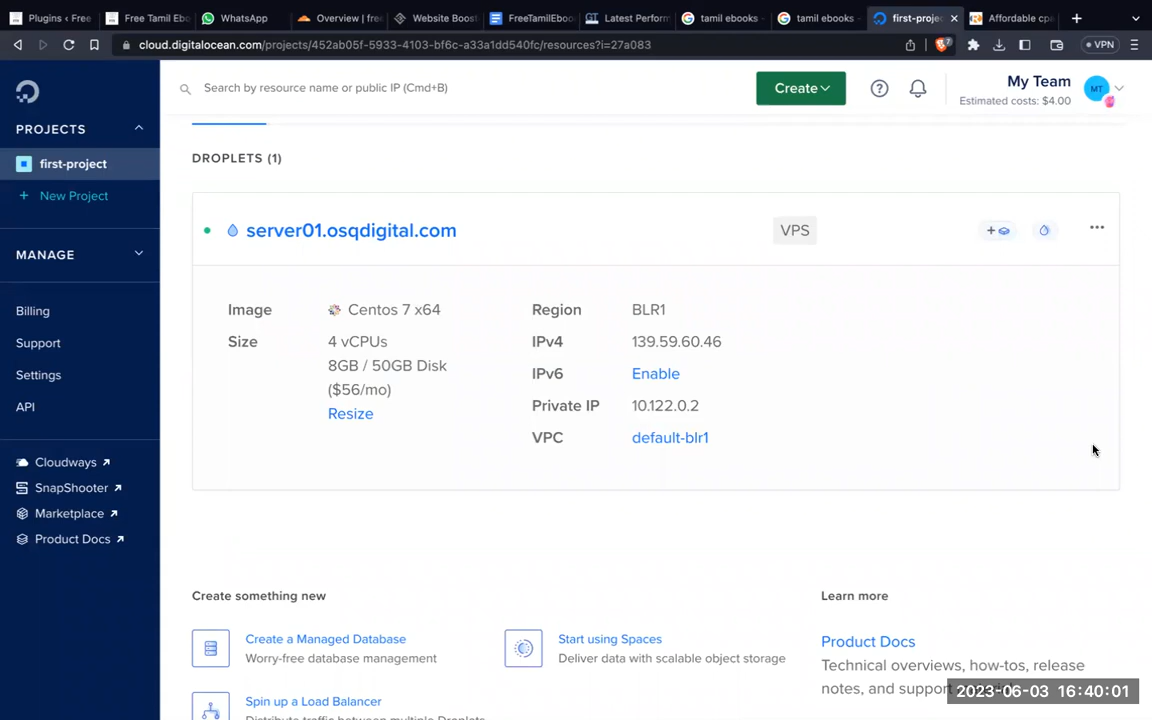 Plugins ‹ Free
Free Tamil Ebo
WhatsApp
Overview | free
Website Boost
FreeTamilEboo
Latest Perform
tamil ebooks -
tamil ebooks -
first-projec
Affordable cpa
cloud.digitalocean.com/projects/452ab05f-5933-4103-bf6c-a33a1dd540fc/resources?i=27a083
7
VPN
PROJECTS
first-project
+ New Project
MANAGE
Billing
Support
Settings
API
Cloudways ↗
SnapShooter ↗
Marketplace ↗
Product Docs ↗
Search by resource name or public IP (Cmd+B)
Create
?
My Team
Estimated costs: $4.00
MT
DROPLETS (1)
server01.osqdigital.com
VPS
Image
Centos 7 x64
Size
4 vCPUs
8GB / 50GB Disk
($56/mo)
Resize
Region
BLR1
IPv4
139.59.60.46
IPv6
Enable
Private IP
10.122.0.2
VPC
default-blr1
Create something new
Create a Managed Database
Worry-free database management
Start using Spaces
Deliver data with scalable object storage
Spin up a Load Balancer
Learn more
Product Docs
Technical overviews, how-tos, release
notes, and support
2023-06-03 16:40:01